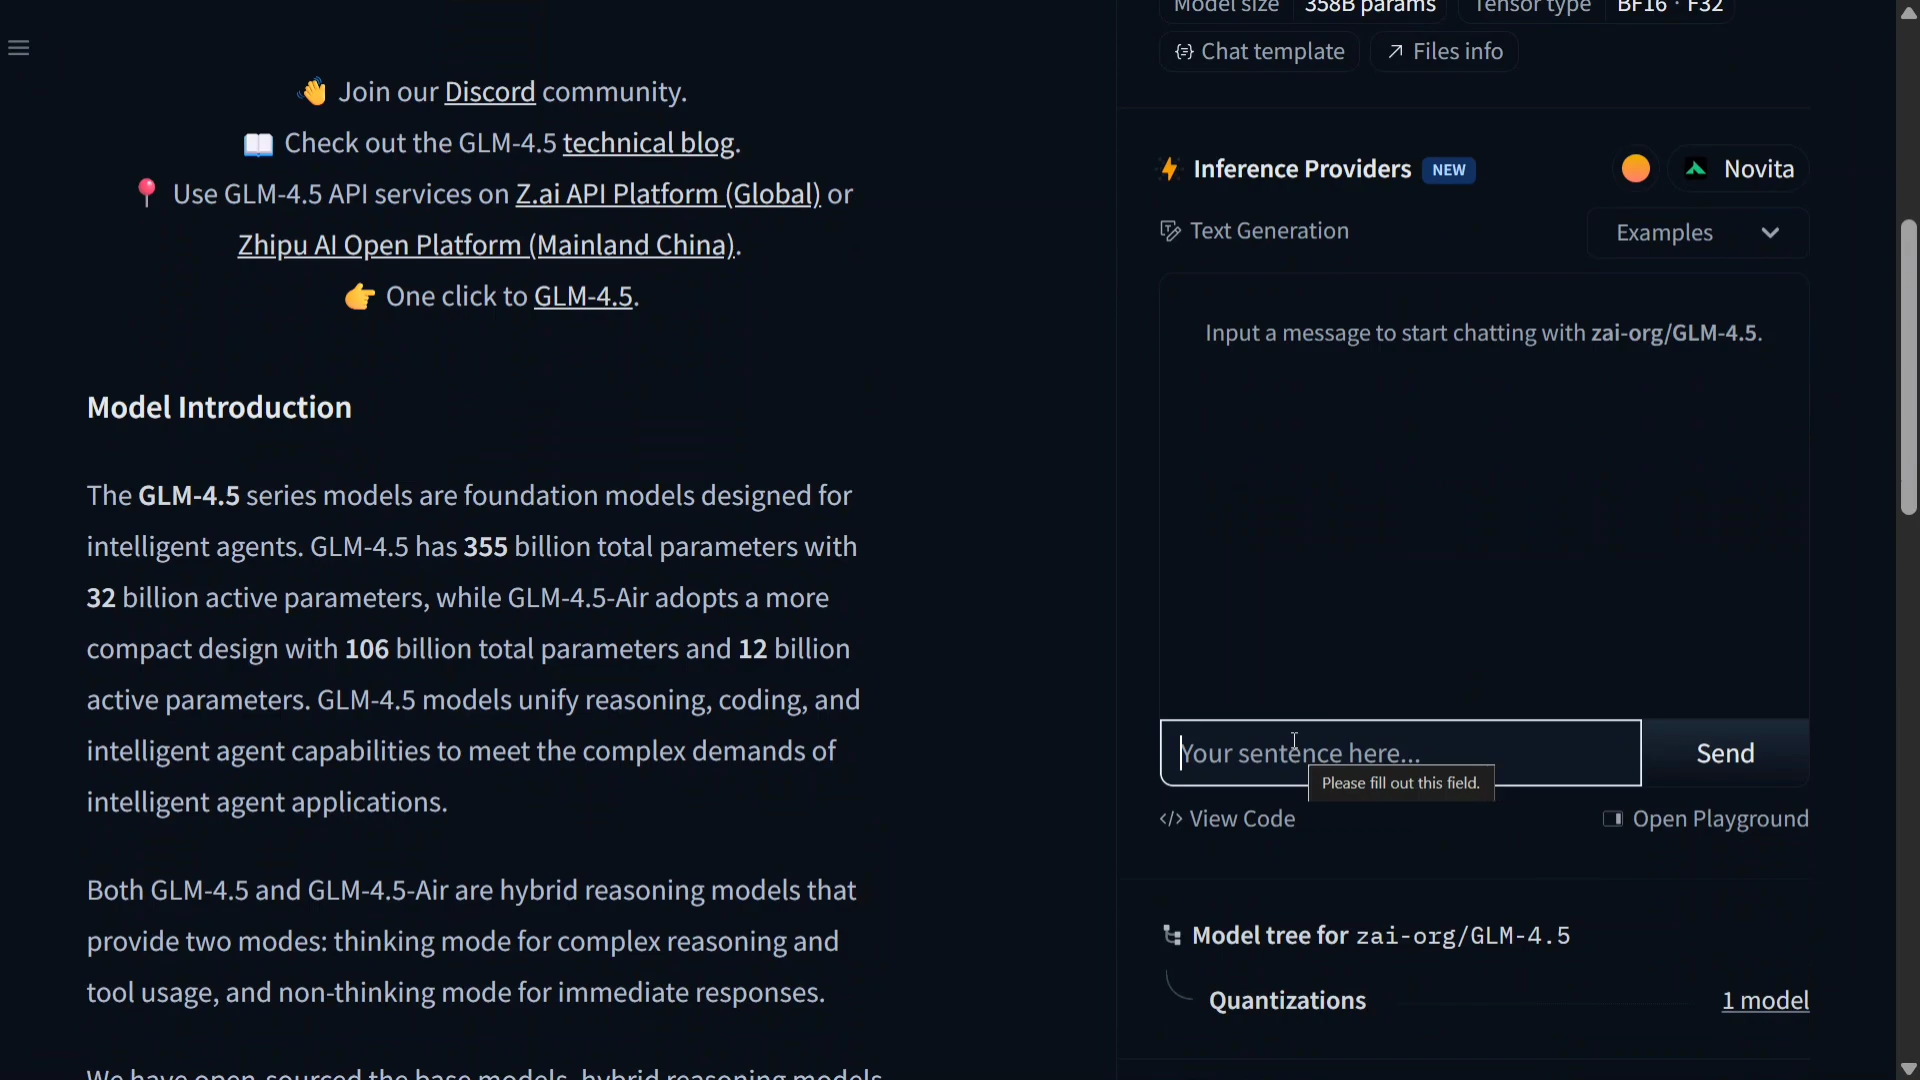 👋 Join our Discord community.
📖 Check out the GLM-4.5 technical blog.
📍 Use GLM-4.5 API services on Z.ai API Platform (Global) or
Zhipu AI Open Platform (Mainland China).
👉 One click to GLM-4.5.
Model Introduction
The GLM-4.5 series models are foundation models designed for
intelligent agents. GLM-4.5 has 355 billion total parameters with
32 billion active parameters, while GLM-4.5-Air adopts a more
compact design with 106 billion total parameters and 12 billion
active parameters. GLM-4.5 models unify reasoning, coding, and
intelligent agent capabilities to meet the complex demands of
intelligent agent applications.
Both GLM-4.5 and GLM-4.5-Air are hybrid reasoning models that
provide two modes: thinking mode for complex reasoning and
tool usage, and non-thinking mode for immediate responses.
We have open-sourced the base models, hybrid reasoning models
Model size 358B params Tensor type BF16 · F32
Chat template Files info
Inference Providers NEW Novita
Text Generation Examples
Input a message to start chatting with zai-org/GLM-4.5.
Your sentence here... Send
Please fill out this field.
</> View Code Open Playground
Model tree for zai-org/GLM-4.5
Quantizations 1 model